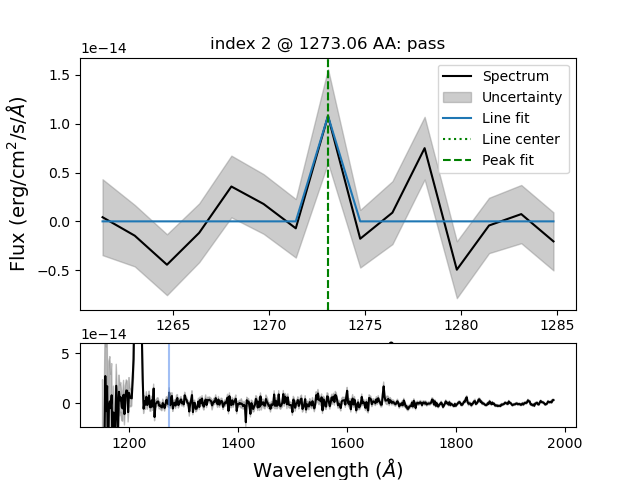 index 2 @ 1273.06 AA: pass
1e−14
1.5
1.0
0.5
0.0
−0.5
Flux (erg/cm²/s/Å)
Spectrum
Uncertainty
Line fit
Line center
Peak fit
1265
1270
1275
1280
1285
1e−14
5
0
1200
1400
1600
1800
2000
Wavelength (Å)